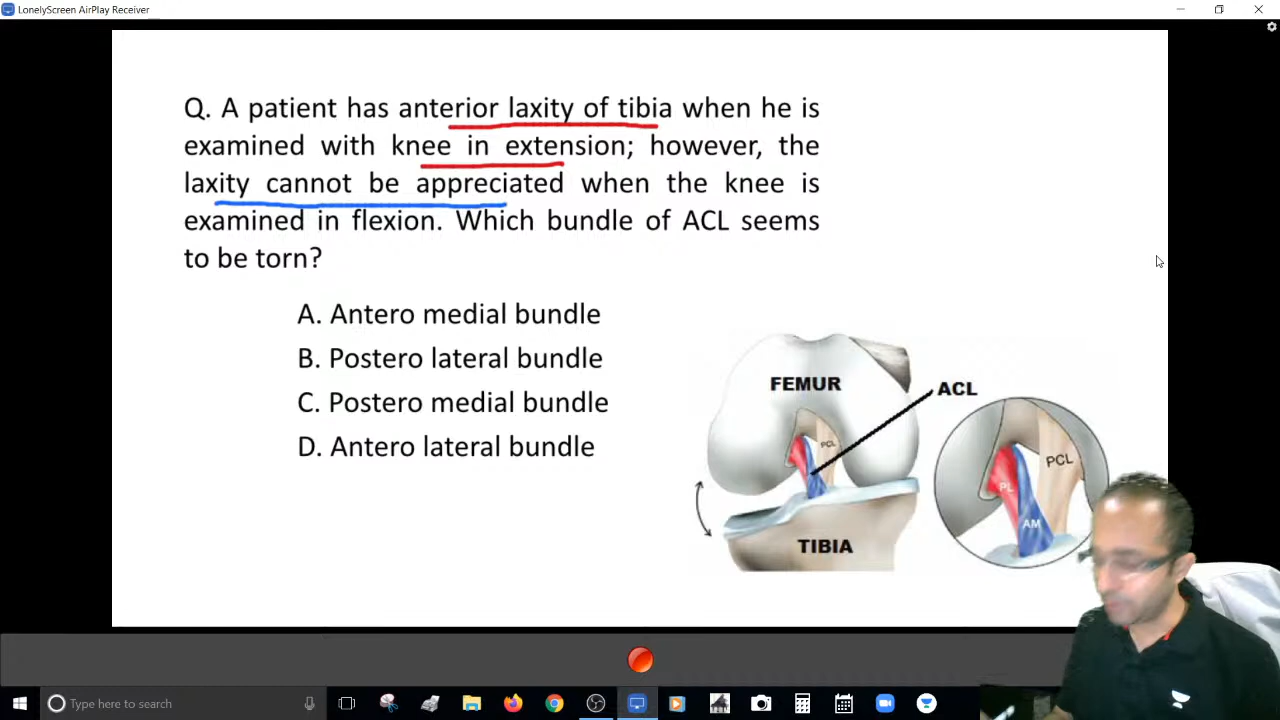 LonelyScreen AirPlay Receiver
Q. A patient has anterior laxity of tibia when he is
examined with knee in extension; however, the
laxity cannot be appreciated when the knee is
examined in flexion. Which bundle of ACL seems
to be torn?
A. Antero medial bundle
B. Postero lateral bundle
C. Postero medial bundle
D. Antero lateral bundle
FEMUR
ACL
PCL
TIBIA
PCL
PL
AM
Type here to search